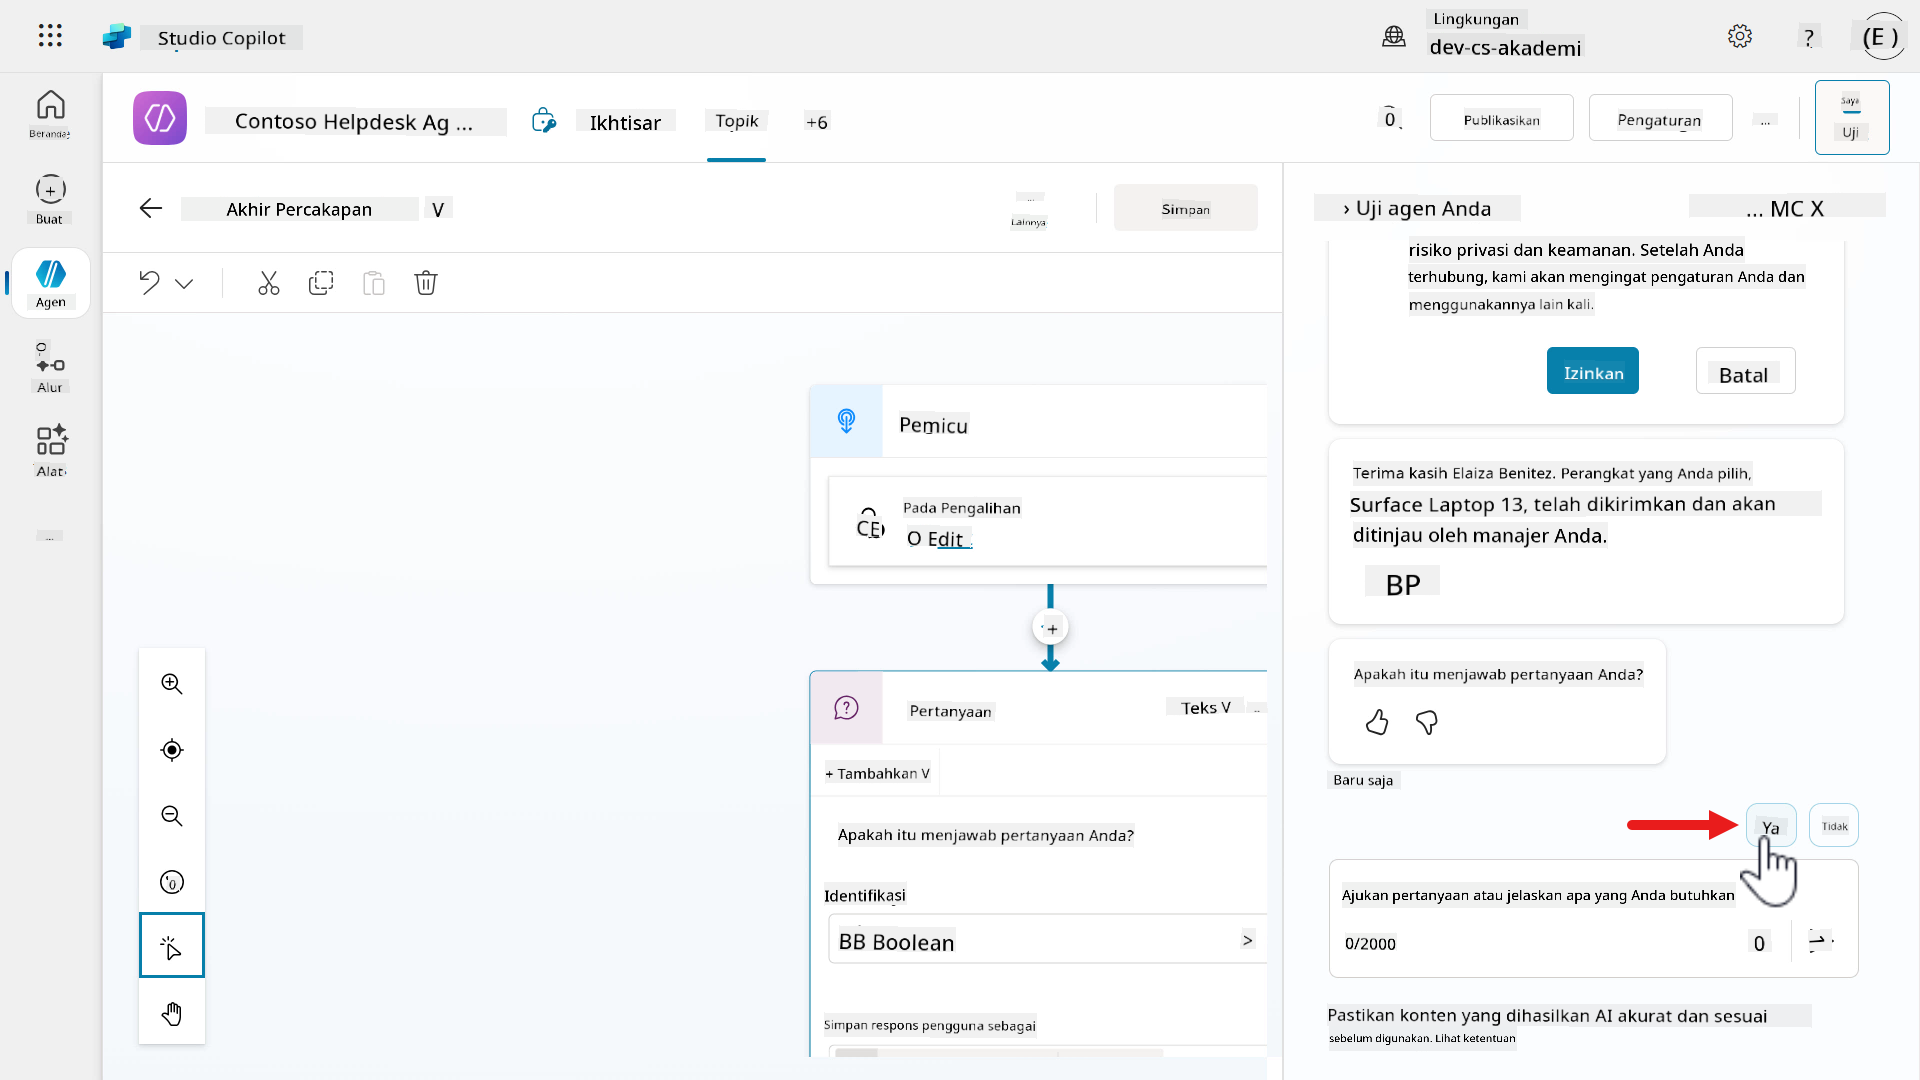 Studio Copilot
Lingkungan
dev-cs-akademi
?
(E )
Beranda
Buat
Agen
Alur
Alat
...
Contoso Helpdesk Ag ...
Ikhtisar
Topik
+6
0
Publikasikan
Pengaturan
...
Saya
Uji
Akhir Percakapan
V
...
Lainnya
Simpan
Pemicu
Pada Pengalihan
O Edit
+
Pertanyaan
Teks V
...
+ Tambahkan V
Apakah itu menjawab pertanyaan Anda?
Identifikasi
BB Boolean
>
Simpan respons pengguna sebagai
› Uji agen Anda
... MC X
risiko privasi dan keamanan. Setelah Anda
terhubung, kami akan mengingat pengaturan Anda dan
menggunakannya lain kali.
Izinkan
Batal
Terima kasih Elaiza Benitez. Perangkat yang Anda pilih,
Surface Laptop 13, telah dikirimkan dan akan
ditinjau oleh manajer Anda.
BP
Apakah itu menjawab pertanyaan Anda?
Baru saja
Ya
Tidak
Ajukan pertanyaan atau jelaskan apa yang Anda butuhkan
0/2000
0
Pastikan konten yang dihasilkan AI akurat dan sesuai
sebelum digunakan. Lihat ketentuan